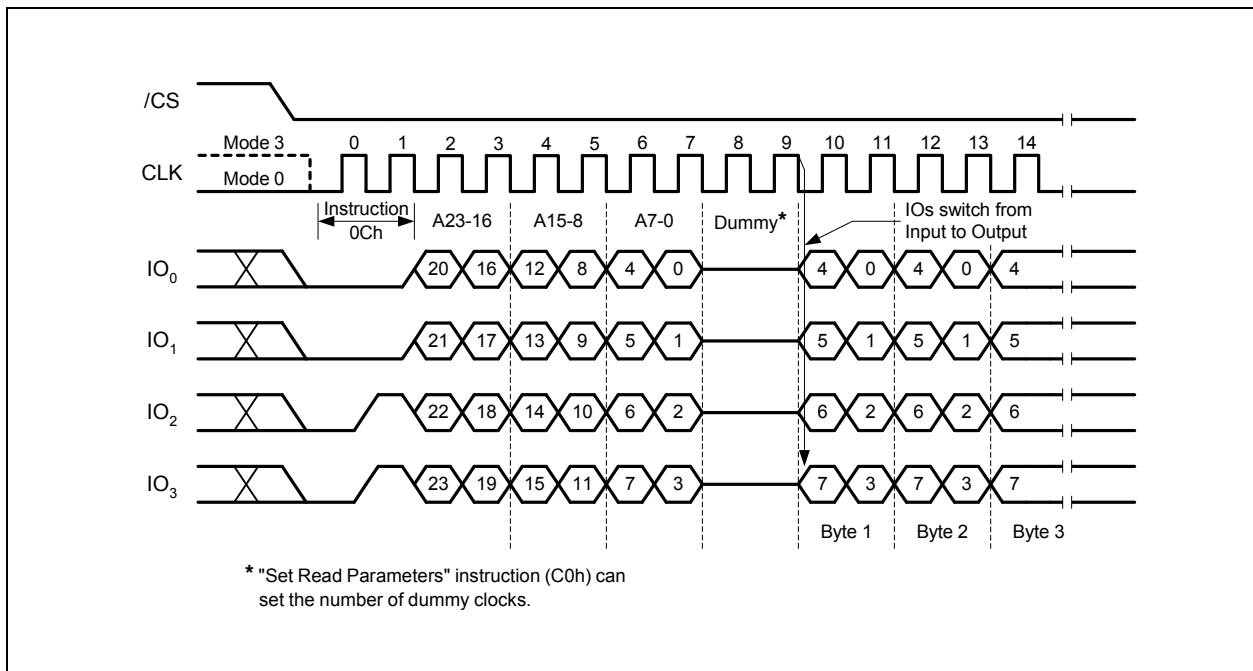 /CS
Mode 3 0 1 2 3 4 5 6 7 8 9 10 11 12 13 14
CLK
Mode 0
Instruction
0Ch
A23-16 A15-8 A7-0 Dummy*
IOs switch from
Input to Output
IO0 20 16 12 8 4 0 4 0 4 0 4
IO1 21 17 13 9 5 1 5 1 5 1 5
IO2 22 18 14 10 6 2 6 2 6 2 6
IO3 23 19 15 11 7 3 7 3 7 3 7
Byte 1 Byte 2 Byte 3
* "Set Read Parameters" instruction (C0h) can
set the number of dummy clocks.